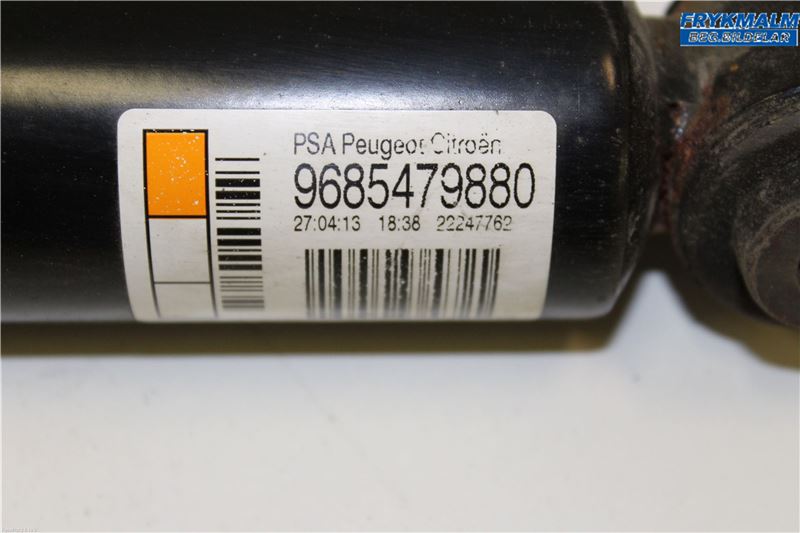 FRYKMALM
BEG.BILDELAR
PSA Peugeot Citroën
9685479880
27:04:13 18:38 22247762